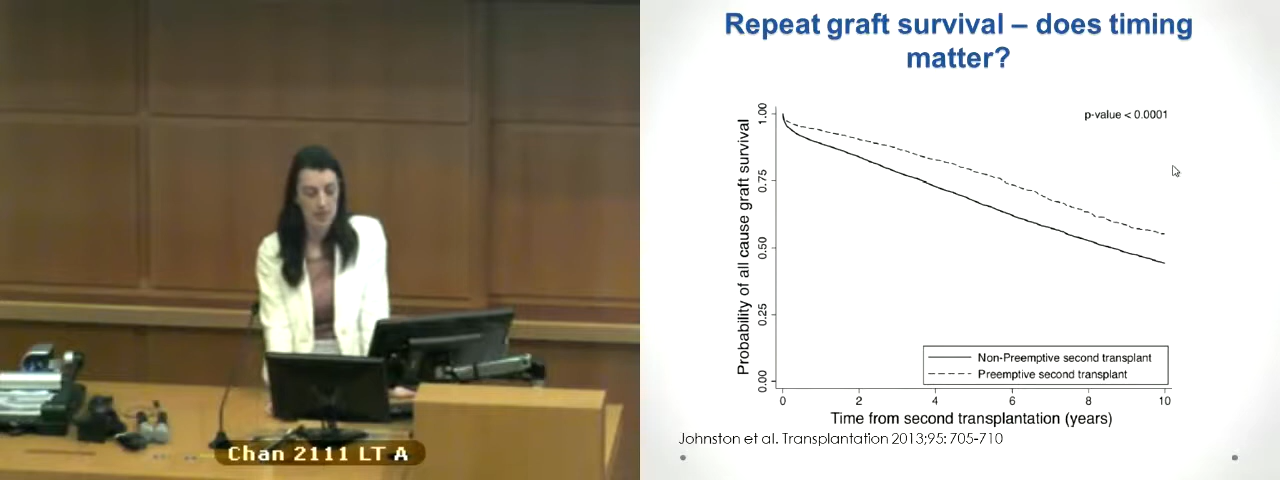 Repeat graft survival – does timing
matter?
p-value < 0.0001
Probability of all cause graft survival
1.00
0.75
0.50
0.25
0.00
Non-Preemptive second transplant
Preemptive second transplant
0 2 4 6 8 10
Time from second transplantation (years)
Johnston et al. Transplantation 2013;95: 705-710
Chan 2111 LT A